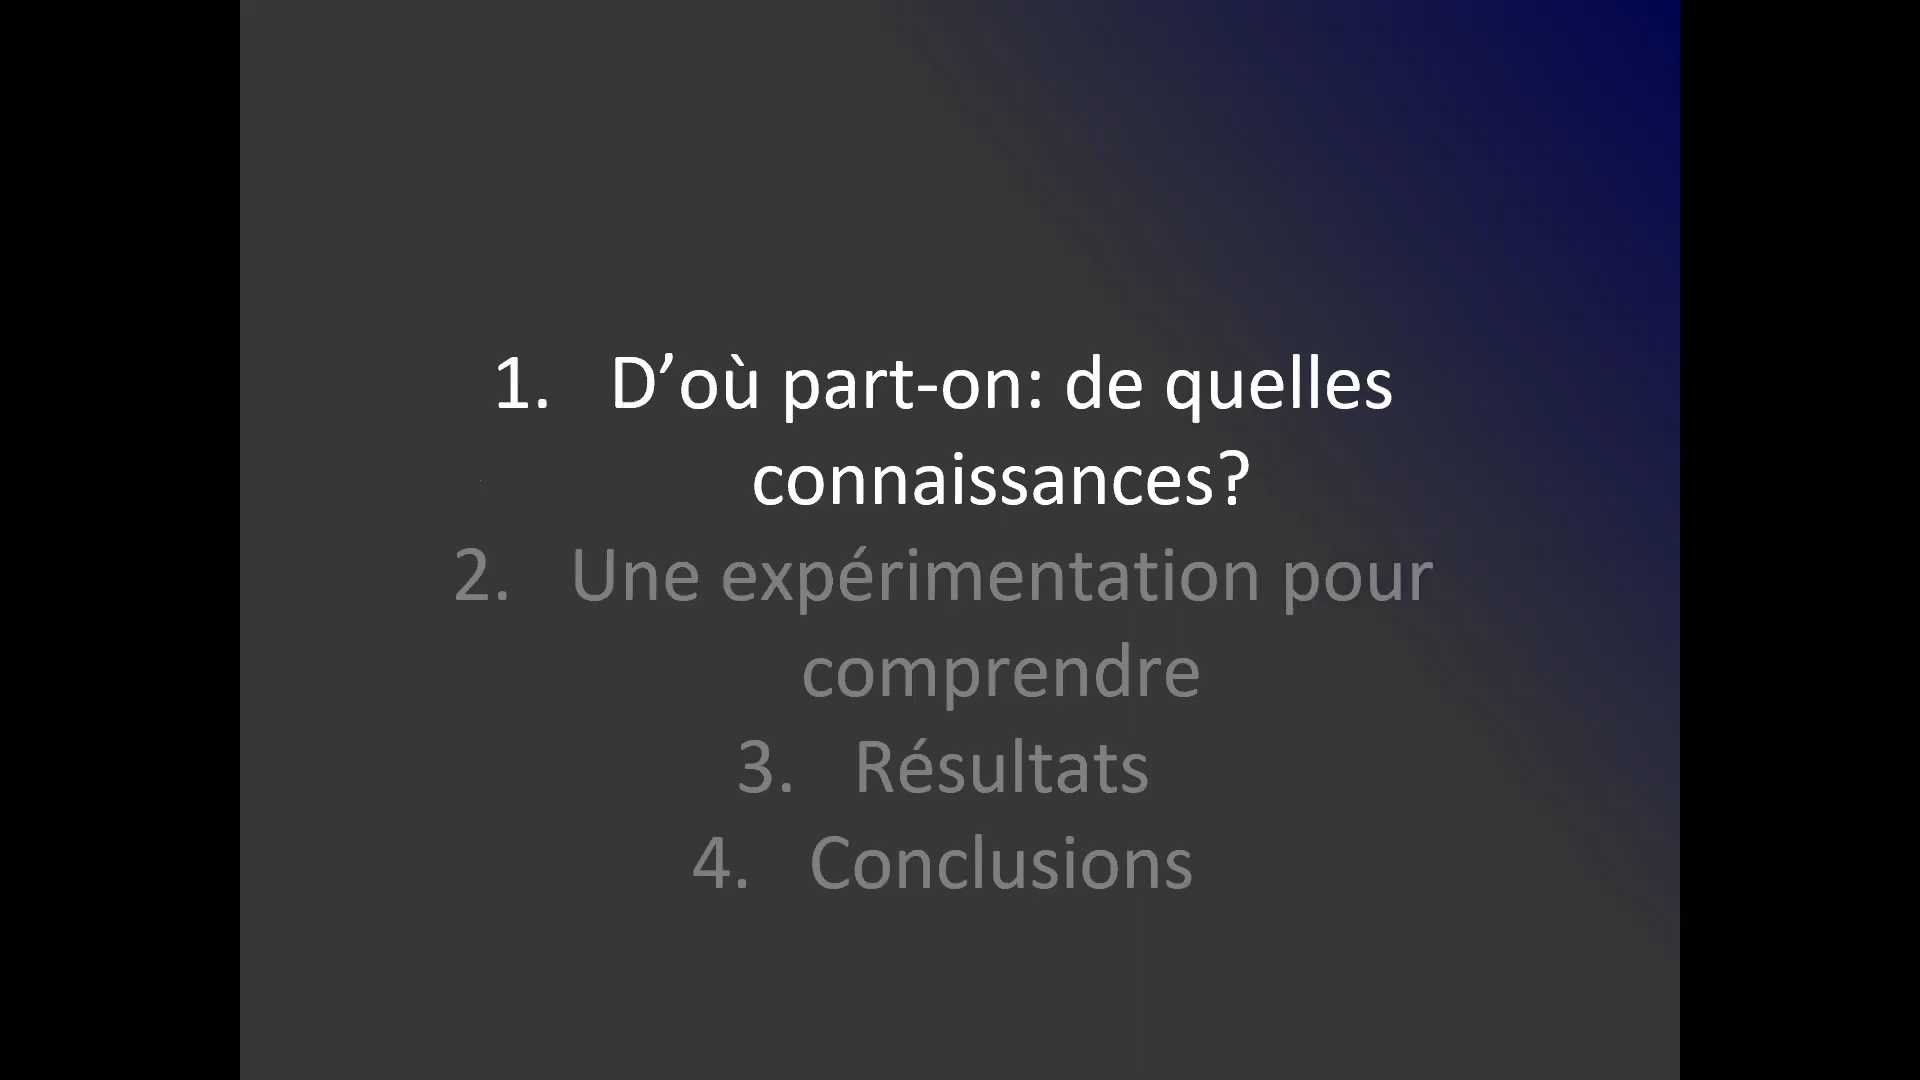 1. D’où part-on: de quelles
connaissances?
2. Une expérimentation pour
comprendre
3. Résultats
4. Conclusions